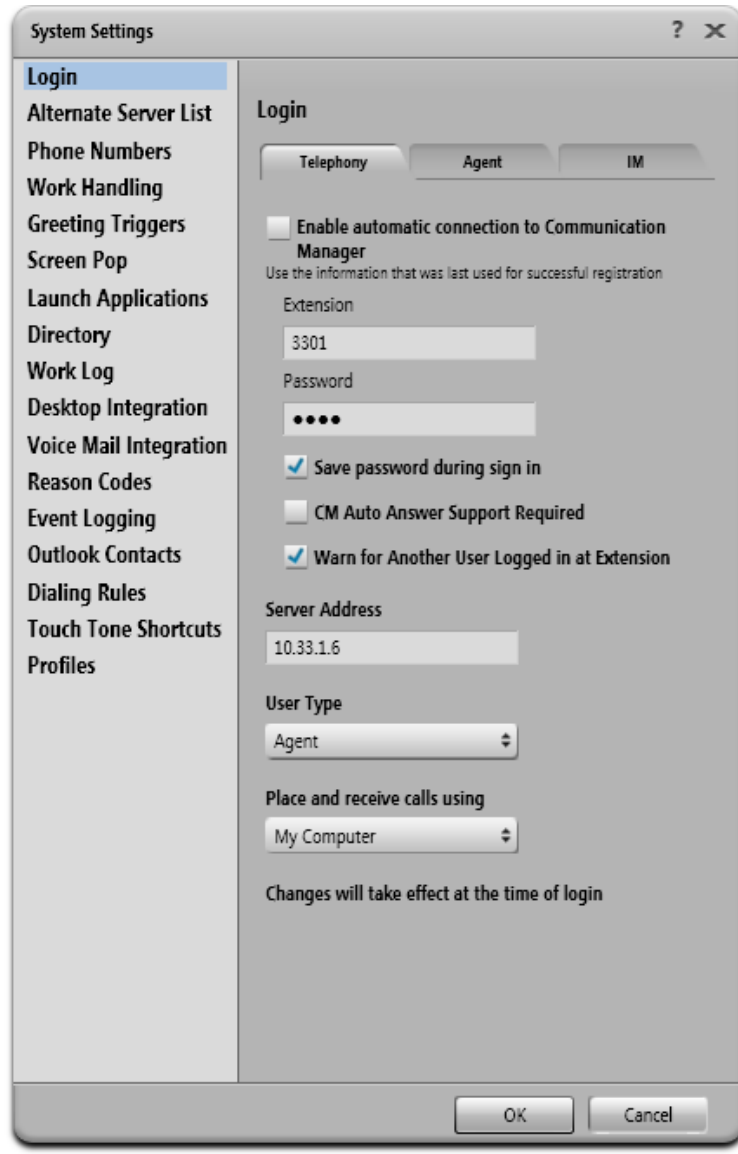 System Settings
?
Login
Alternate Server List
Phone Numbers
Work Handling
Greeting Triggers
Screen Pop
Launch Applications
Directory
Work Log
Desktop Integration
Voice Mail Integration
Reason Codes
Event Logging
Outlook Contacts
Dialing Rules
Touch Tone Shortcuts
Profiles
Login
Telephony Agent IM
Enable automatic connection to Communication
Manager
Use the information that was last used for successful registration
Extension
3301
Password
••••
Save password during sign in
CM Auto Answer Support Required
Warn for Another User Logged in at Extension
Server Address
10.33.1.6
User Type
Agent
Place and receive calls using
My Computer
Changes will take effect at the time of login
OK Cancel